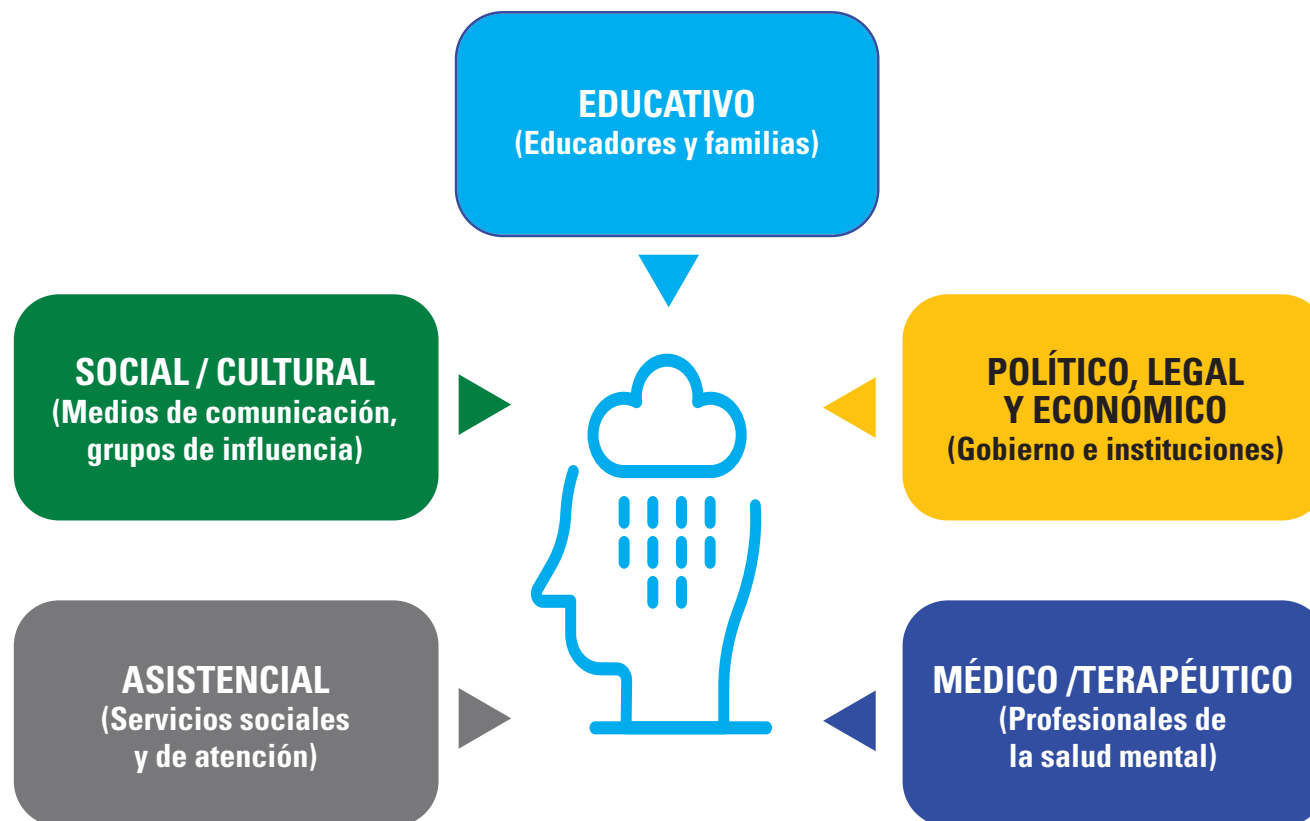 EDUCATIVO
(Educadores y familias)
SOCIAL / CULTURAL
(Medios de comunicación,
grupos de influencia)
POLÍTICO, LEGAL
Y ECONÓMICO
(Gobierno e instituciones)
ASISTENCIAL
(Servicios sociales
y de atención)
MÉDICO /TERAPÉUTICO
(Profesionales de
la salud mental)